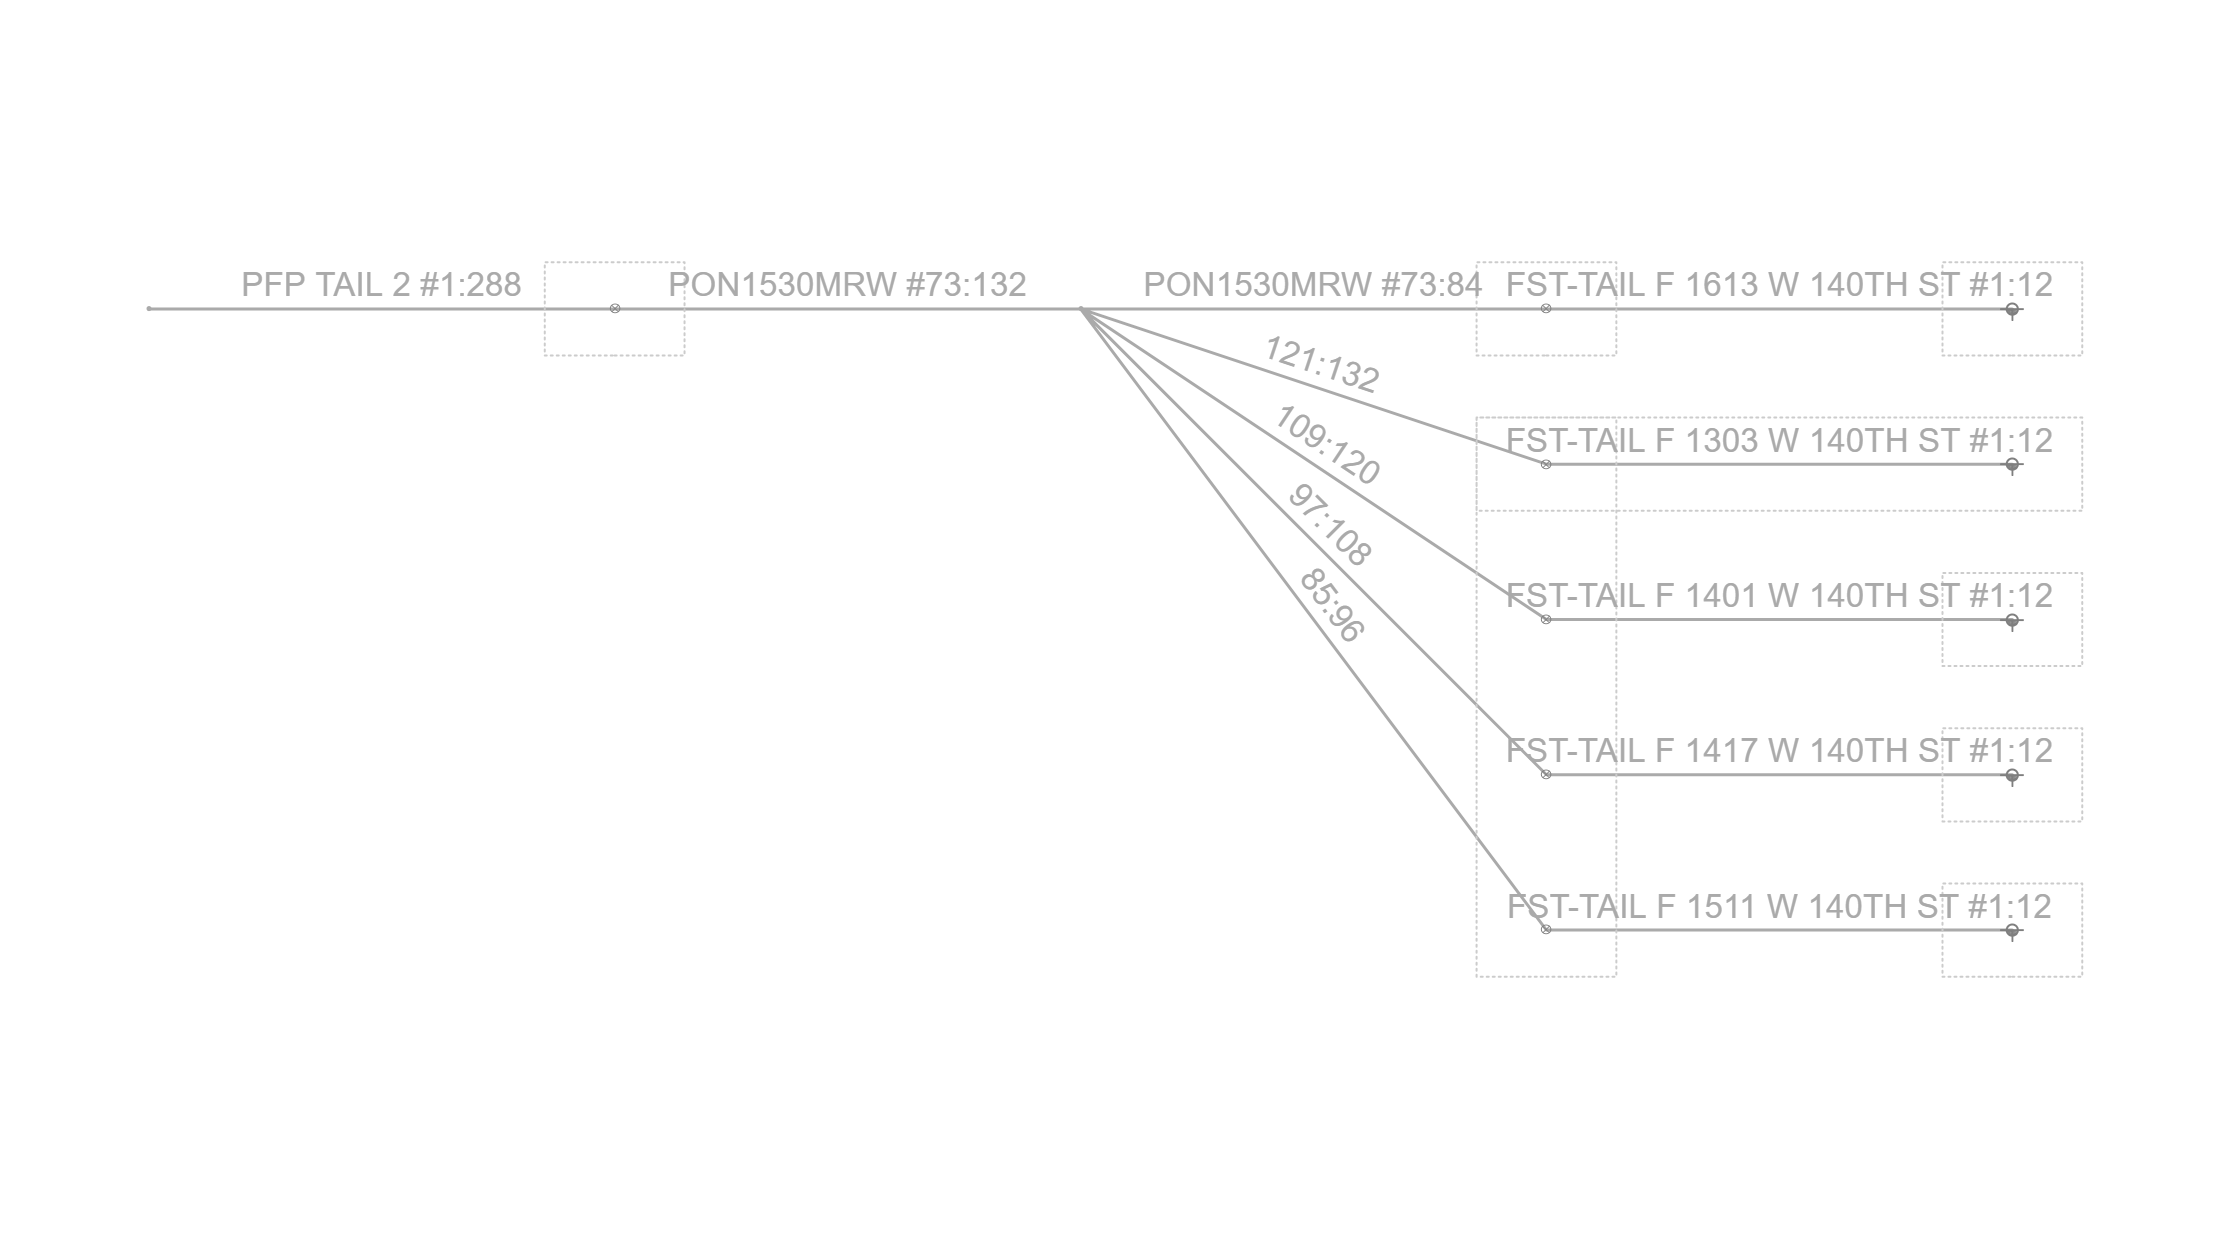 PFP TAIL 2 #1:288
PON1530MRW #73:132
PON1530MRW #73:84
FST-TAIL F 1613 W 140TH ST #1:12
121:132
FST-TAIL F 1303 W 140TH ST #1:12
109:120
FST-TAIL F 1401 W 140TH ST #1:12
97:108
FST-TAIL F 1417 W 140TH ST #1:12
85:96
FST-TAIL F 1511 W 140TH ST #1:12